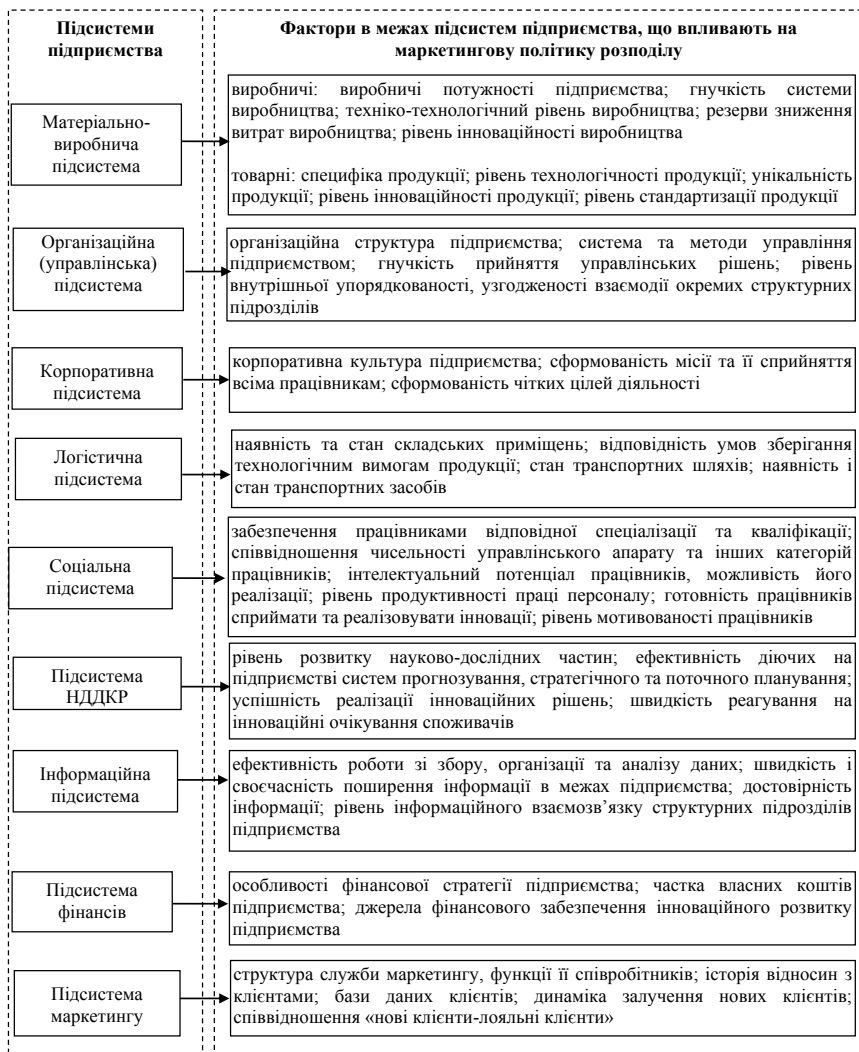 Підсистеми
підприємства
Фактори в межах підсистем підприємства, що впливають на
маркетингову політику розподілу
Матеріально-
виробнича
підсистема
виробничі: виробничі потужності підприємства; гнучкість системи
виробництва; техніко-технологічний рівень виробництва; резерви зниження
витрат виробництва; рівень інноваційності виробництва
товарні: специфіка продукції; рівень технологічності продукції; унікальність
продукції; рівень інноваційності продукції; рівень стандартизації продукції
Організаційна
(управлінська)
підсистема
організаційна структура підприємства; система та методи управління
підприємством; гнучкість прийняття управлінських рішень; рівень
внутрішньої упорядкованості, узгодженості взаємодії окремих структурних
підрозділів
Корпоративна
підсистема
корпоративна культура підприємства; сформованість місії та її сприйняття
всіма працівникам; сформованість чітких цілей діяльності
Логістична
підсистема
наявність та стан складських приміщень; відповідність умов зберігання
технологічним вимогам продукції; стан транспортних шляхів; наявність і
стан транспортних засобів
Соціальна
підсистема
забезпечення працівниками відповідної спеціалізації та кваліфікації;
співвідношення чисельності управлінського апарату та інших категорій
працівників; інтелектуальний потенціал працівників, можливість його
реалізації; рівень продуктивності праці персоналу; готовність працівників
сприймати та реалізовувати інновації; рівень мотивованості працівників
Підсистема
НДДКР
рівень розвитку науково-дослідних частин; ефективність діючих на
підприємстві систем прогнозування, стратегічного та поточного планування;
успішність реалізації інноваційних рішень; швидкість реагування на
інноваційні очікування споживачів
Інформаційна
підсистема
ефективність роботи зі збору, організації та аналізу даних; швидкість і
своєчасність поширення інформації в межах підприємства; достовірність
інформації; рівень інформаційного взаємозв’язку структурних підрозділів
підприємства
Підсистема
фінансів
особливості фінансової стратегії підприємства; частка власних коштів
підприємства; джерела фінансового забезпечення інноваційного розвитку
підприємства
Підсистема
маркетингу
структура служби маркетингу, функції її співробітників; історія відносин з
клієнтами; бази даних клієнтів; динаміка залучення нових клієнтів;
співвідношення «нові клієнти-лояльні клієнти»